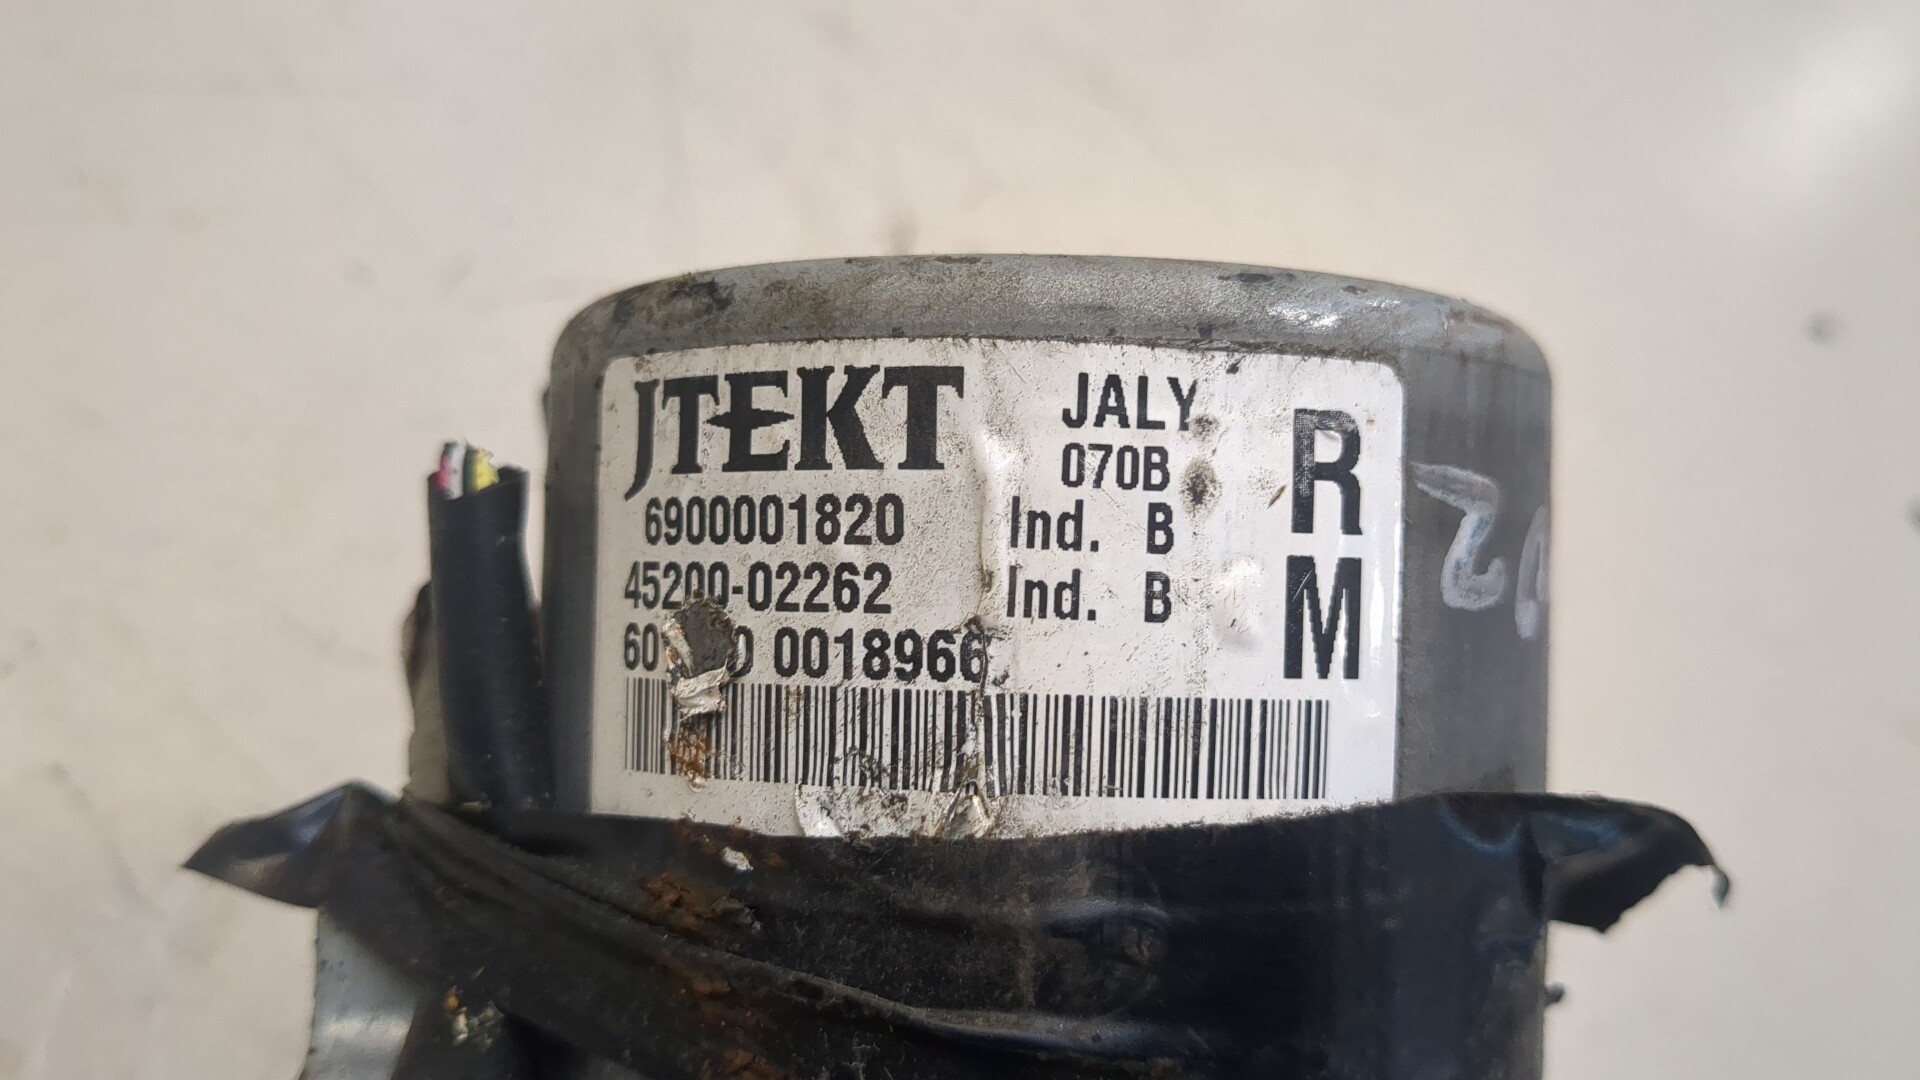 JTEKT
JALY
070B
R
M
6900001820
Ind. B
45200-02262
Ind. B
0018966